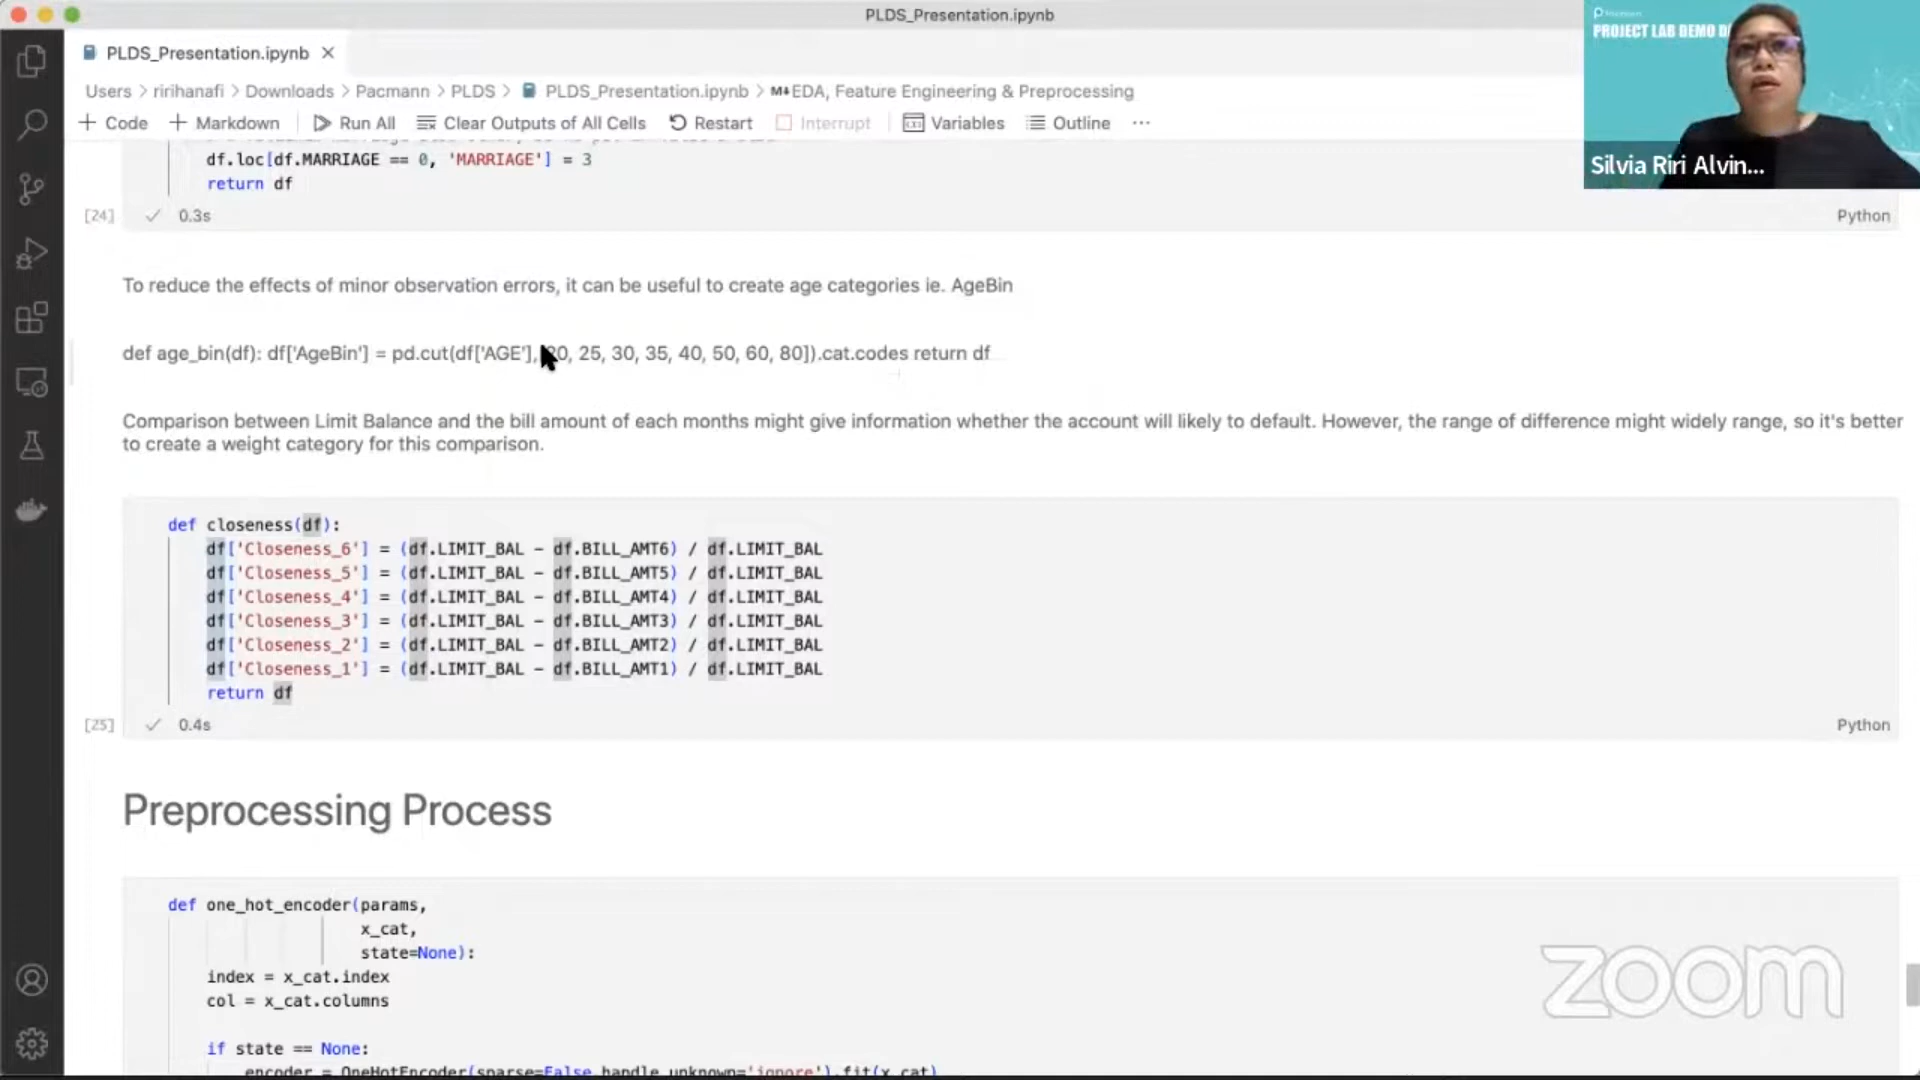 PLDS_Presentation.ipynb
PROJECT LAB DEMO
PLDS_Presentation.ipynb
Users > ririhanafi > Downloads > Pacmann > PLDS > PLDS_Presentation.ipynb > M↓EDA, Feature Engineering & Preprocessing
+ Code + Markdown Run All Clear Outputs of All Cells Restart Interrupt Variables Outline ...
Silvia Riri Alvin...
df.loc[df.MARRIAGE == 0, 'MARRIAGE'] = 3
return df
[24] ✓ 0.3s Python
To reduce the effects of minor observation errors, it can be useful to create age categories ie. AgeBin
def age_bin(df): df['AgeBin'] = pd.cut(df['AGE'], 25, 30, 35, 40, 50, 60, 80]).cat.codes return df
Comparison between Limit Balance and the bill amount of each months might give information whether the account will likely to default. However, the range of difference might widely range, so it's better
to create a weight category for this comparison.
def closeness(df):
df['Closeness_6'] = (df.LIMIT_BAL - df.BILL_AMT6) / df.LIMIT_BAL
df['Closeness_5'] = (df.LIMIT_BAL - df.BILL_AMT5) / df.LIMIT_BAL
df['Closeness_4'] = (df.LIMIT_BAL - df.BILL_AMT4) / df.LIMIT_BAL
df['Closeness_3'] = (df.LIMIT_BAL - df.BILL_AMT3) / df.LIMIT_BAL
df['Closeness_2'] = (df.LIMIT_BAL - df.BILL_AMT2) / df.LIMIT_BAL
df['Closeness_1'] = (df.LIMIT_BAL - df.BILL_AMT1) / df.LIMIT_BAL
return df
[25] ✓ 0.4s Python
Preprocessing Process
def one_hot_encoder(params,
x_cat,
state=None):
index = x_cat.index
col = x_cat.columns
if state == None:
encoder = OneHotEncoder(sparse=False,handle_unknown='ignore').fit(x_cat)
zoom